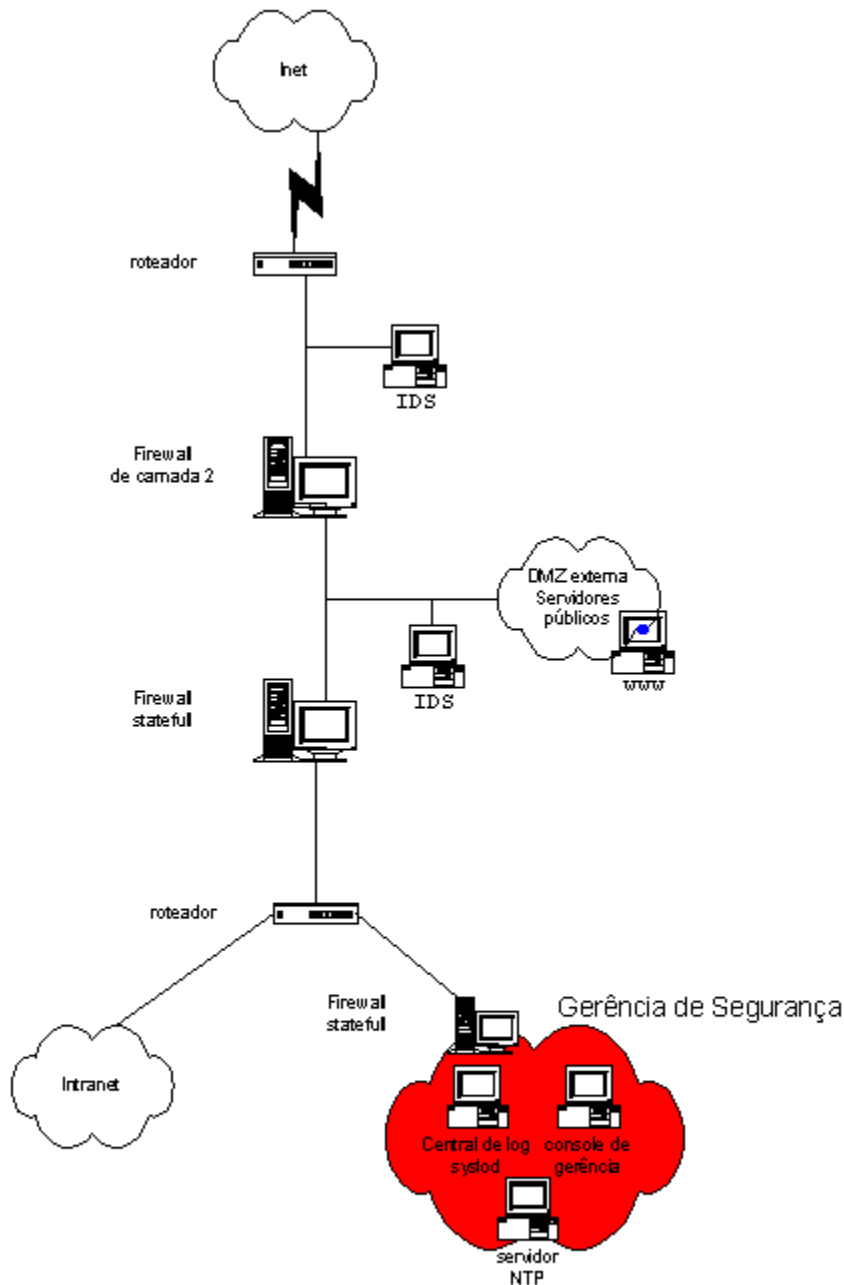 Inet
roteador
IDS
Firewall
de camada 2
DMZ externa
Servidores
públicos
IDS
www
Firewall
stateful
roteador
Firewall
stateful
Gerência de Segurança
Intranet
Central de log
syslod
console de
gerência
servidor
NTP